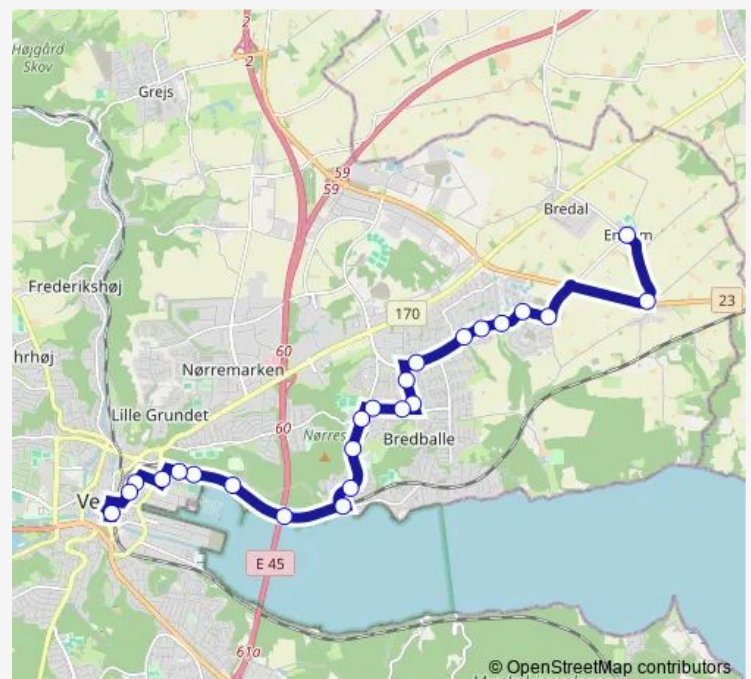 2
2
Højgård
Skov
Grejs
59
59
Bredal
Frederikshøj
170
23
hrhøj
60
Nørremarken
Lille Grundet
60
Nørres
Bredballe
Ve
E 45
61a
© OpenStreetMap contributors